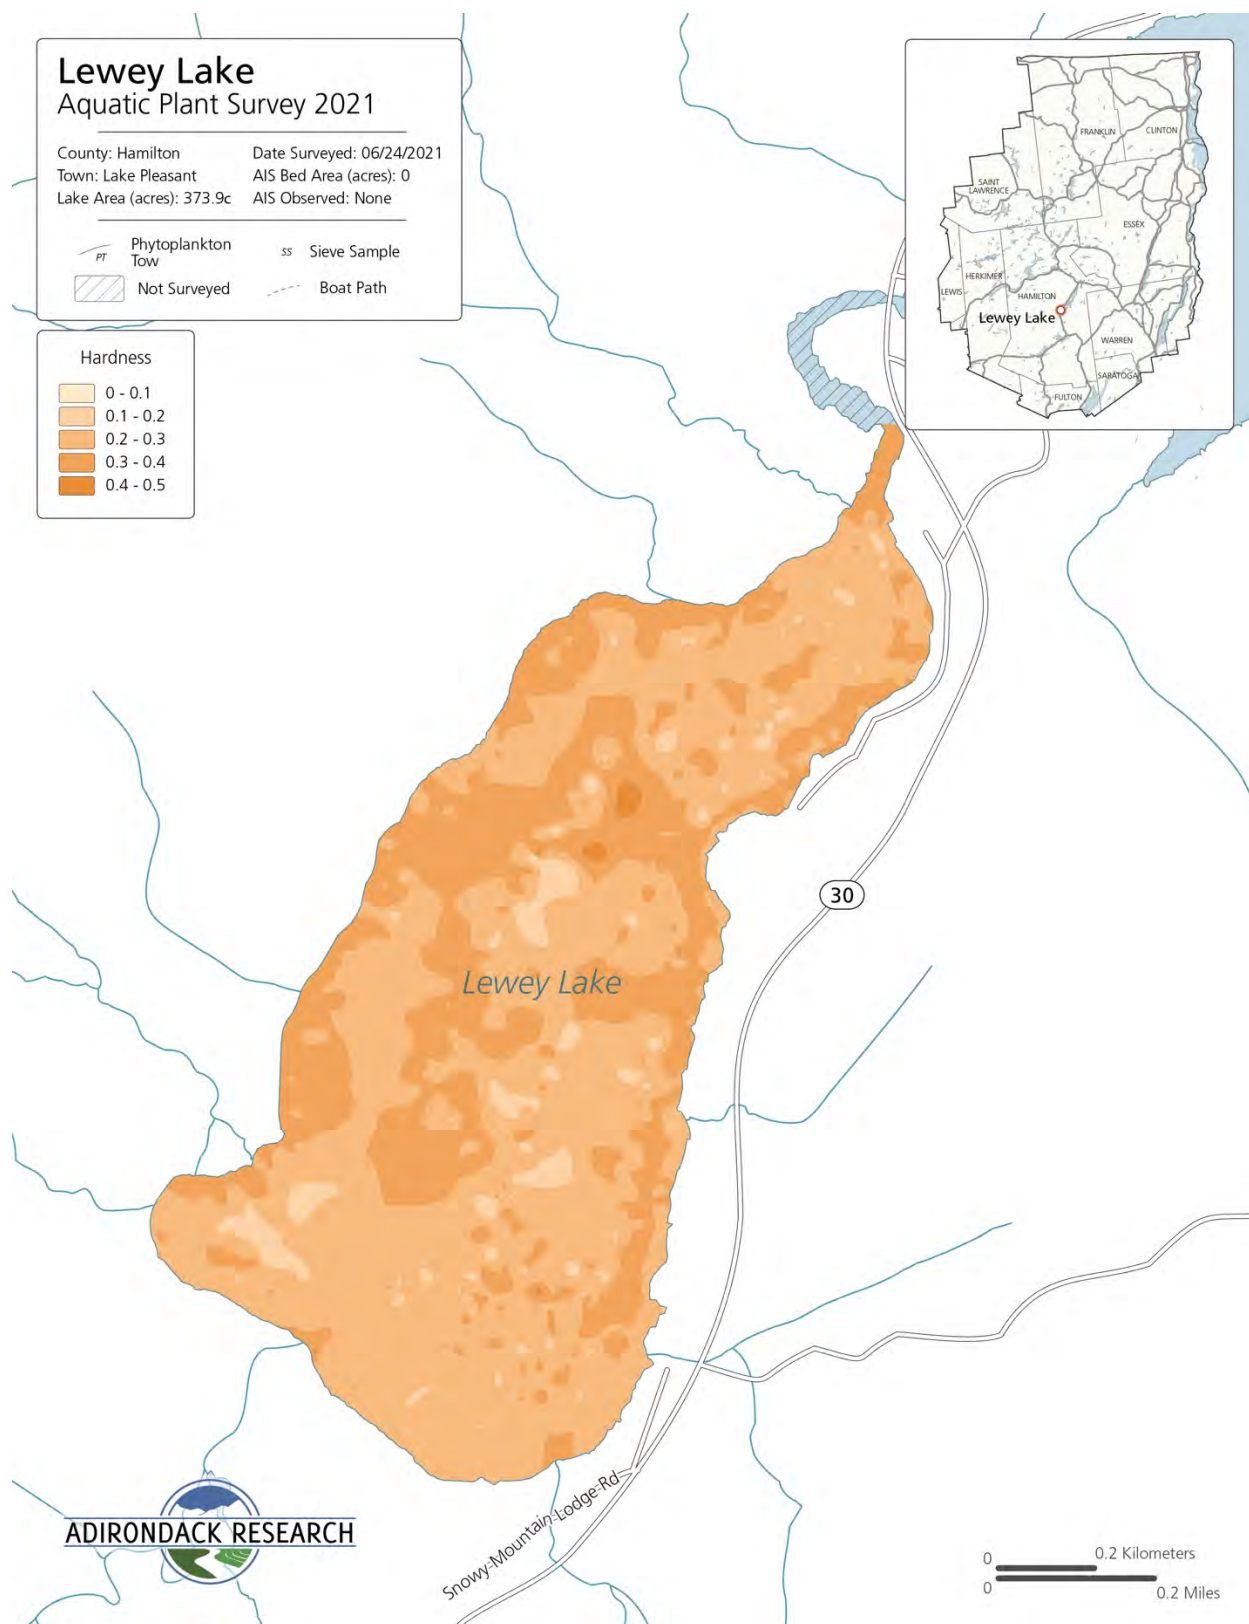 Lewey Lake
Aquatic Plant Survey 2021
County: Hamilton
Date Surveyed: 06/24/2021
Town: Lake Pleasant
AIS Bed Area (acres): 0
Lake Area (acres): 373.9c
AIS Observed: None
PT
Phytoplankton
Tow
SS
Sieve Sample
Not Surveyed
Boat Path
Hardness
0 - 0.1
0.1 - 0.2
0.2 - 0.3
0.3 - 0.4
0.4 - 0.5
FRANKLIN
CLINTON
SAINT
LAWRENCE
ESSEX
HERKIMER
LEWIS
HAMILTON
Lewey Lake
WARREN
SARATOGA
FULTON
30
Lewey Lake
Snowy-Mountain-Lodge-Rd
ADIRONDACK RESEARCH
0
0.2 Kilometers
0
0.2 Miles